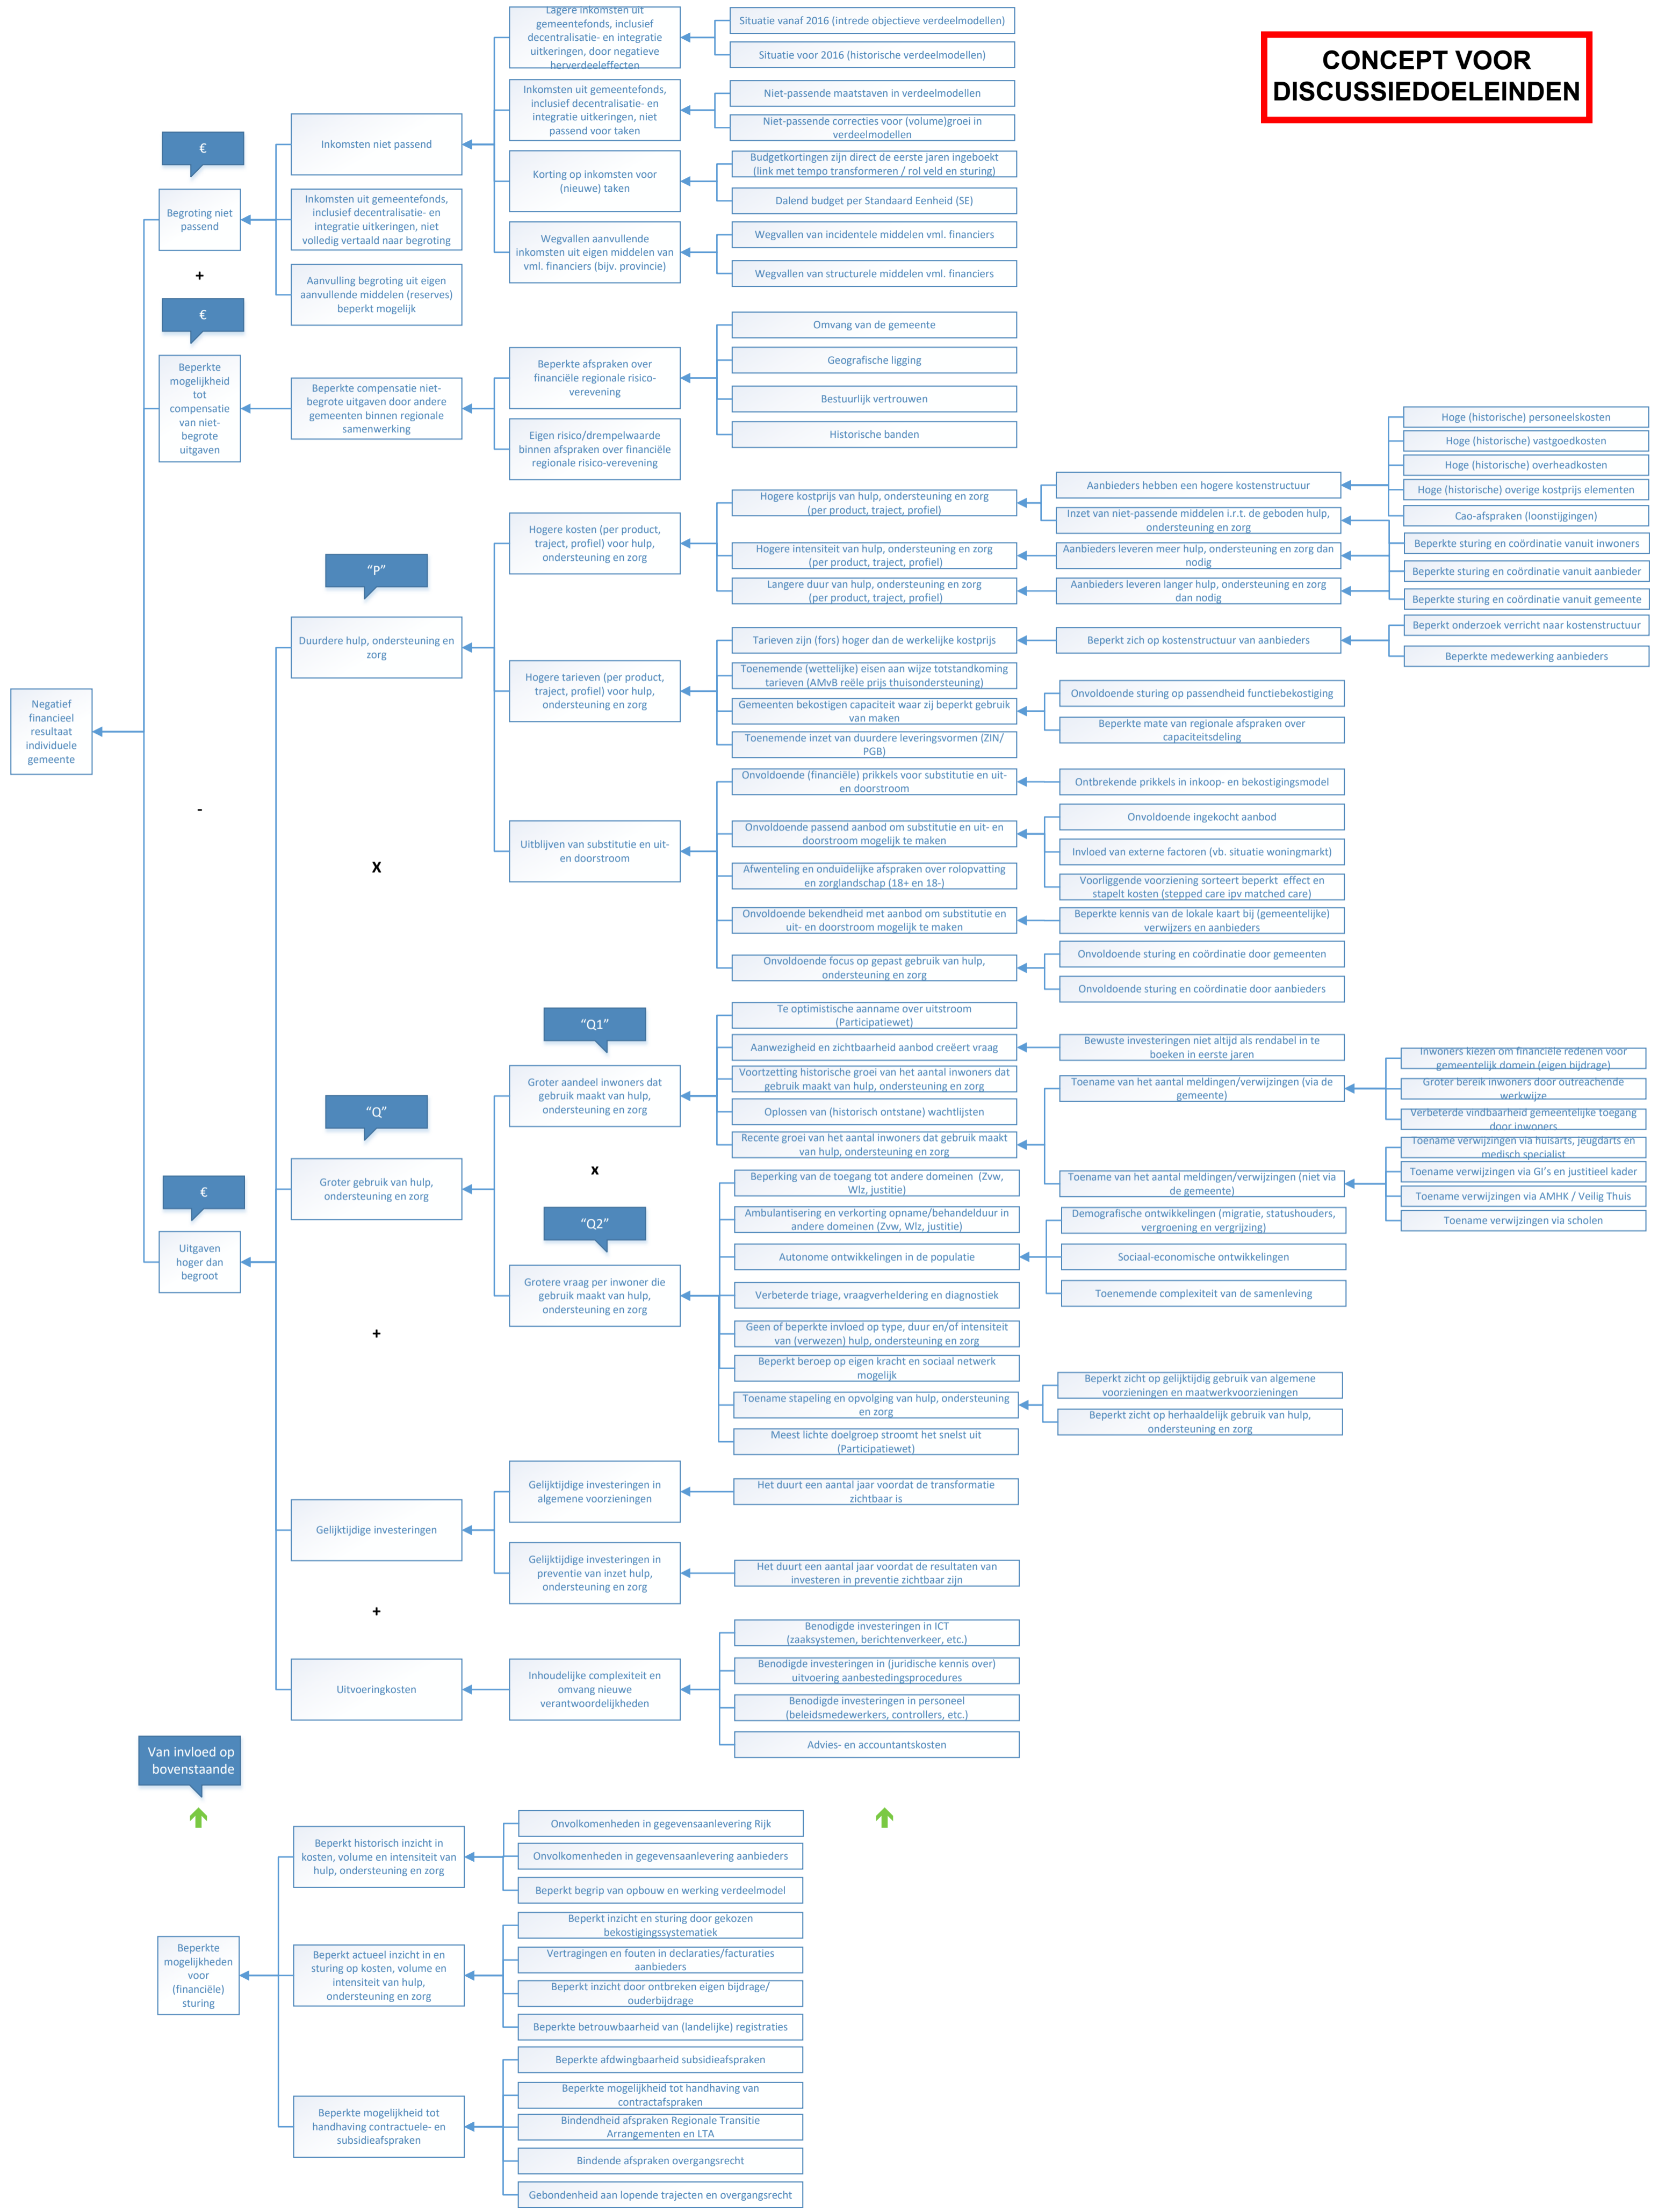 CONCEPT VOOR
DISCUSSIEDOELEINDEN
Lagere inkomsten uit
gemeentefonds, inclusief
decentralisatie- en integratie
uitkeringen, door negatieve
herverdeeleffecten
Situatie vanaf 2016 (intrede objectieve verdeelmodellen)
Situatie voor 2016 (historische verdeelmodellen)
Inkomsten uit gemeentefonds,
inclusief decentralisatie- en
integratie uitkeringen, niet
passend voor taken
Niet-passende maatstaven in verdeelmodellen
Niet-passende correcties voor (volume)groei in
verdeelmodellen
€
Inkomsten niet passend
Korting op inkomsten voor
(nieuwe) taken
Budgetkortingen zijn direct de eerste jaren ingeboekt
(link met tempo transformeren / rol veld en sturing)
Dalend budget per Standaard Eenheid (SE)
Begroting niet
passend
Inkomsten uit gemeentefonds,
inclusief decentralisatie- en
integratie uitkeringen, niet
volledig vertaald naar begroting
Wegvallen aanvullende
inkomsten uit eigen middelen van
vml. financiers (bijv. provincie)
Wegvallen van incidentele middelen vml. financiers
Wegvallen van structurele middelen vml. financiers
+
Aanvulling begroting uit eigen
aanvullende middelen (reserves)
beperkt mogelijk
€
Beperkte
mogelijkheid
tot
compensatie
van niet-
begrote
uitgaven
Beperkte compensatie niet-
begrote uitgaven door andere
gemeenten binnen regionale
samenwerking
Beperkte afspraken over
financiële regionale risico-
verevening
Omvang van de gemeente
Geografische ligging
Bestuurlijk vertrouwen
Historische banden
Eigen risico/drempelwaarde
binnen afspraken over financiële
regionale risico-verevening
Hoge (historische) personeelskosten
Hoge (historische) vastgoedkosten
Hoge (historische) overheadkosten
Hoge (historische) overige kostprijs elementen
Cao-afspraken (loonstijgingen)
Hogere kosten (per product,
traject, profiel) voor hulp,
ondersteuning en zorg
Hogere kostprijs van hulp, ondersteuning en zorg
(per product, traject, profiel)
Aanbieders hebben een hogere kostenstructuur
Inzet van niet-passende middelen i.r.t. de geboden hulp,
ondersteuning en zorg
Hogere intensiteit van hulp, ondersteuning en zorg
(per product, traject, profiel)
Aanbieders leveren meer hulp, ondersteuning en zorg dan
nodig
Langere duur van hulp, ondersteuning en zorg
(per product, traject, profiel)
Aanbieders leveren langer hulp, ondersteuning en zorg
dan nodig
Beperkte sturing en coördinatie vanuit inwoners
Beperkte sturing en coördinatie vanuit aanbieder
Beperkte sturing en coördinatie vanuit gemeente
“P”
Duurdere hulp, ondersteuning en
zorg
Hogere tarieven (per product,
traject, profiel) voor hulp,
ondersteuning en zorg
Tarieven zijn (fors) hoger dan de werkelijke kostprijs
Beperkt zich op kostenstructuur van aanbieders
Beperkt onderzoek verricht naar kostenstructuur
Beperkte medewerking aanbieders
Toenemende (wettelijke) eisen aan wijze totstandkoming
tarieven (AMvB reële prijs thuisondersteuning)
Gemeenten bekostigen capaciteit waar zij beperkt gebruik
van maken
Onvoldoende sturing op passendheid functiebekostiging
Beperkte mate van regionale afspraken over
capaciteitsdeling
Toenemende inzet van duurdere leveringsvormen (ZIN/
PGB)
Negatief
financieel
resultaat
individuele
gemeente
-
X
Uitblijven van substitutie en uit-
en doorstroom
Onvoldoende (financiële) prikkels voor substitutie en uit-
en doorstroom
Ontbrekende prikkels in inkoop- en bekostigingsmodel
Onvoldoende passend aanbod om substitutie en uit- en
doorstroom mogelijk te maken
Onvoldoende ingekocht aanbod
Invloed van externe factoren (vb. situatie woningmarkt)
Voorliggende voorziening sorteert beperkt effect en
stapelt kosten (stepped care ipv matched care)
Afwenteling en onduidelijke afspraken over rolopvatting
en zorglandschap (18+ en 18-)
Onvoldoende bekendheid met aanbod om substitutie en
uit- en doorstroom mogelijk te maken
Beperkte kennis van de lokale kaart bij (gemeentelijke)
verwijzers en aanbieders
Onvoldoende focus op gepast gebruik van hulp,
ondersteuning en zorg
Onvoldoende sturing en coördinatie door gemeenten
Onvoldoende sturing en coördinatie door aanbieders
“Q1”
Groter aandeel inwoners dat
gebruik maakt van hulp,
ondersteuning en zorg
Te optimistische aanname over uitstroom
(Participatiewet)
Aanwezigheid en zichtbaarheid aanbod creëert vraag
Bewuste investeringen niet altijd als rendabel in te
boeken in eerste jaren
Voortzetting historische groei van het aantal inwoners dat
gebruik maakt van hulp, ondersteuning en zorg
Oplossen van (historisch ontstane) wachtlijsten
Recente groei van het aantal inwoners dat gebruik maakt
van hulp, ondersteuning en zorg
Toename van het aantal meldingen/verwijzingen (via de
gemeente)
Inwoners kiezen om financiële redenen voor
gemeentelijk domein (eigen bijdrage)
Groter bereik inwoners door outreachende
werkwijze
Verbeterde vindbaarheid gemeentelijke toegang
door inwoners
Toename van het aantal meldingen/verwijzingen (niet via
de gemeente)
Toename verwijzingen via huisarts, jeugdarts en
medisch specialist
Toename verwijzingen via GI’s en justitieel kader
Toename verwijzingen via AMHK / Veilig Thuis
Toename verwijzingen via scholen
“Q”
Groter gebruik van hulp,
ondersteuning en zorg
x
“Q2”
Grotere vraag per inwoner die
gebruik maakt van hulp,
ondersteuning en zorg
Beperking van de toegang tot andere domeinen (Zvw,
Wlz, justitie)
Ambulantisering en verkorting opname/behandelduur in
andere domeinen (Zvw, Wlz, justitie)
Autonome ontwikkelingen in de populatie
Demografische ontwikkelingen (migratie, statushouders,
vergroening en vergrijzing)
Sociaal-economische ontwikkelingen
Toenemende complexiteit van de samenleving
Verbeterde triage, vraagverheldering en diagnostiek
Geen of beperkte invloed op type, duur en/of intensiteit
van (verwezen) hulp, ondersteuning en zorg
Beperkt beroep op eigen kracht en sociaal netwerk
mogelijk
Toename stapeling en opvolging van hulp, ondersteuning
en zorg
Beperkt zicht op gelijktijdig gebruik van algemene
voorzieningen en maatwerkvoorzieningen
Beperkt zicht op herhaaldelijk gebruik van hulp,
ondersteuning en zorg
Meest lichte doelgroep stroomt het snelst uit
(Participatiewet)
€
Uitgaven
hoger dan
begroot
+
Gelijktijdige investeringen
Gelijktijdige investeringen in
algemene voorzieningen
Het duurt een aantal jaar voordat de transformatie
zichtbaar is
Gelijktijdige investeringen in
preventie van inzet hulp,
ondersteuning en zorg
Het duurt een aantal jaar voordat de resultaten van
investeren in preventie zichtbaar zijn
+
Uitvoeringkosten
Inhoudelijke complexiteit en
omvang nieuwe
verantwoordelijkheden
Benodigde investeringen in ICT
(zaaksystemen, berichtenverkeer, etc.)
Benodigde investeringen in (juridische kennis over)
uitvoering aanbestedingsprocedures
Benodigde investeringen in personeel
(beleidsmedewerkers, controllers, etc.)
Advies- en accountantskosten
Van invloed op
bovenstaande
Beperkte
mogelijkheden
voor
(financiële)
sturing
Beperkt historisch inzicht in
kosten, volume en intensiteit van
hulp, ondersteuning en zorg
Onvolkomenheden in gegevensaanlevering Rijk
Onvolkomenheden in gegevensaanlevering aanbieders
Beperkt begrip van opbouw en werking verdeelmodel
Beperkt actueel inzicht in en
sturing op kosten, volume en
intensiteit van hulp,
ondersteuning en zorg
Beperkt inzicht en sturing door gekozen
bekostigingssystematiek
Vertragingen en fouten in declaraties/facturaties
aanbieders
Beperkt inzicht door ontbreken eigen bijdrage/
ouderbijdrage
Beperkte betrouwbaarheid van (landelijke) registraties
Beperkte mogelijkheid tot
handhaving contractuele- en
subsidieafspraken
Beperkte afdwingbaarheid subsidieafspraken
Beperkte mogelijkheid tot handhaving van
contractafspraken
Bindendheid afspraken Regionale Transitie
Arrangementen en LTA
Bindende afspraken overgangsrecht
Gebondenheid aan lopende trajecten en overgangsrecht